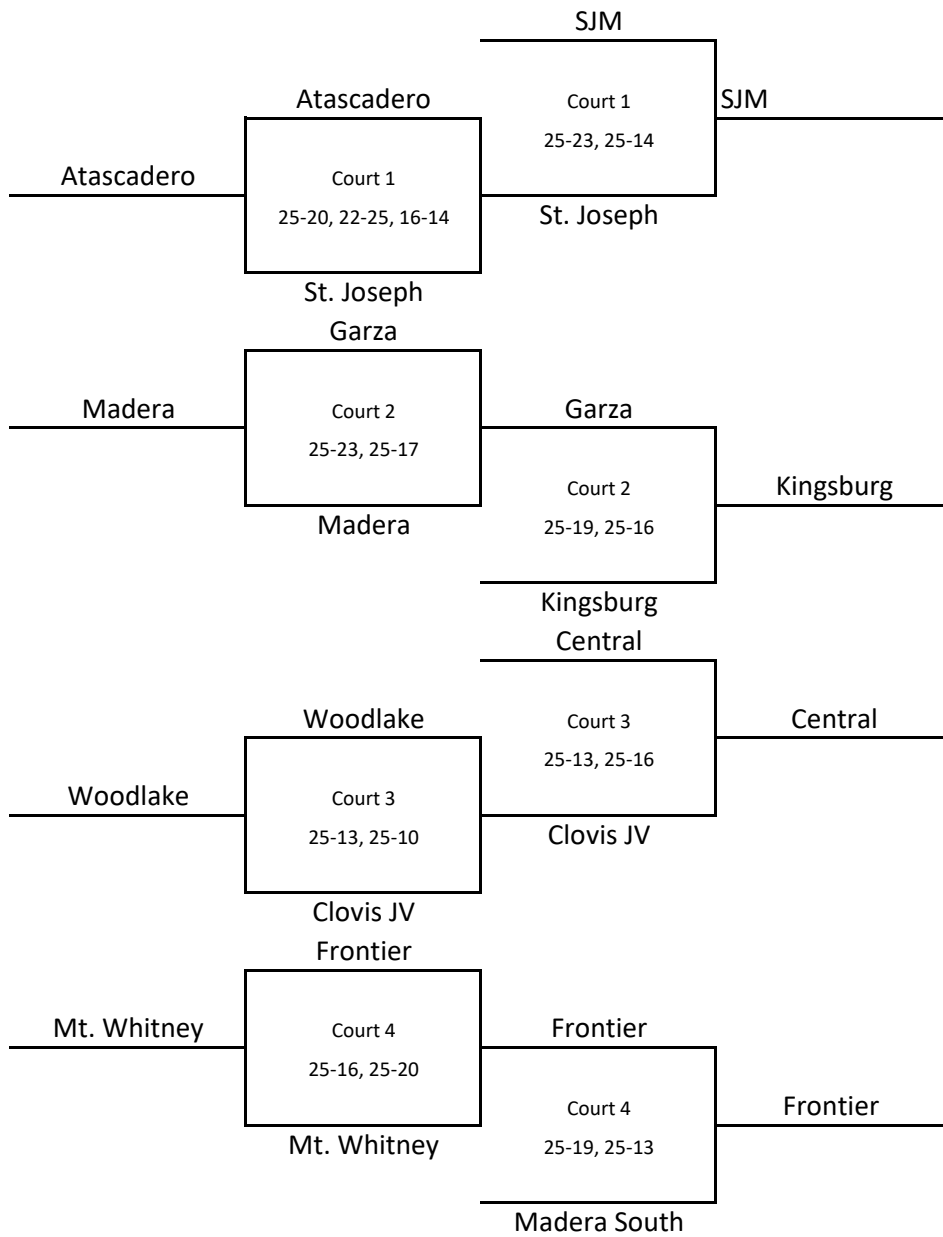 SJM
Atascadero
Court 1
SJM
25-23, 25-14
Atascadero
Court 1
25-20, 22-25, 16-14
St. Joseph
St. Joseph
Garza
Madera
Court 2
Garza
25-23, 25-17
Court 2
Kingsburg
Madera
25-19, 25-16
Kingsburg
Central
Woodlake
Court 3
Central
25-13, 25-16
Woodlake
Court 3
25-13, 25-10
Clovis JV
Clovis JV
Frontier
Mt. Whitney
Court 4
Frontier
25-16, 25-20
Court 4
Frontier
Mt. Whitney
25-19, 25-13
Madera South